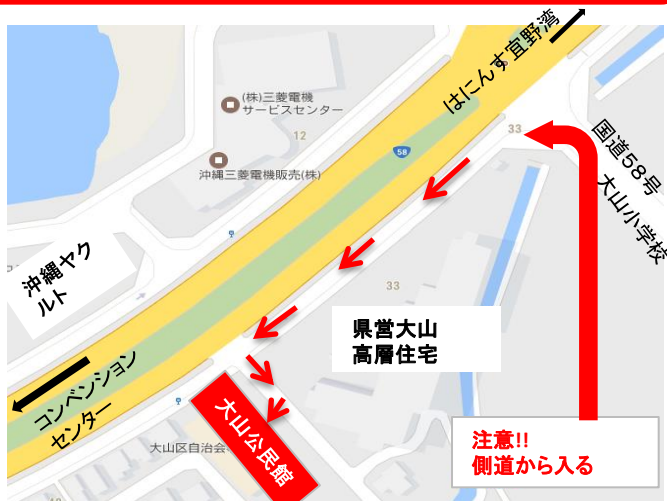 はにんす宜野湾
(株)三菱電機
サービスセンター
12
33
国道58号
大山小学校
58
沖縄三菱電機販売(株)
沖縄ヤク
ルト
33
県営大山
高層住宅
コンベンション
センター
大山公民館
大山区自治会
注意!!
側道から入る